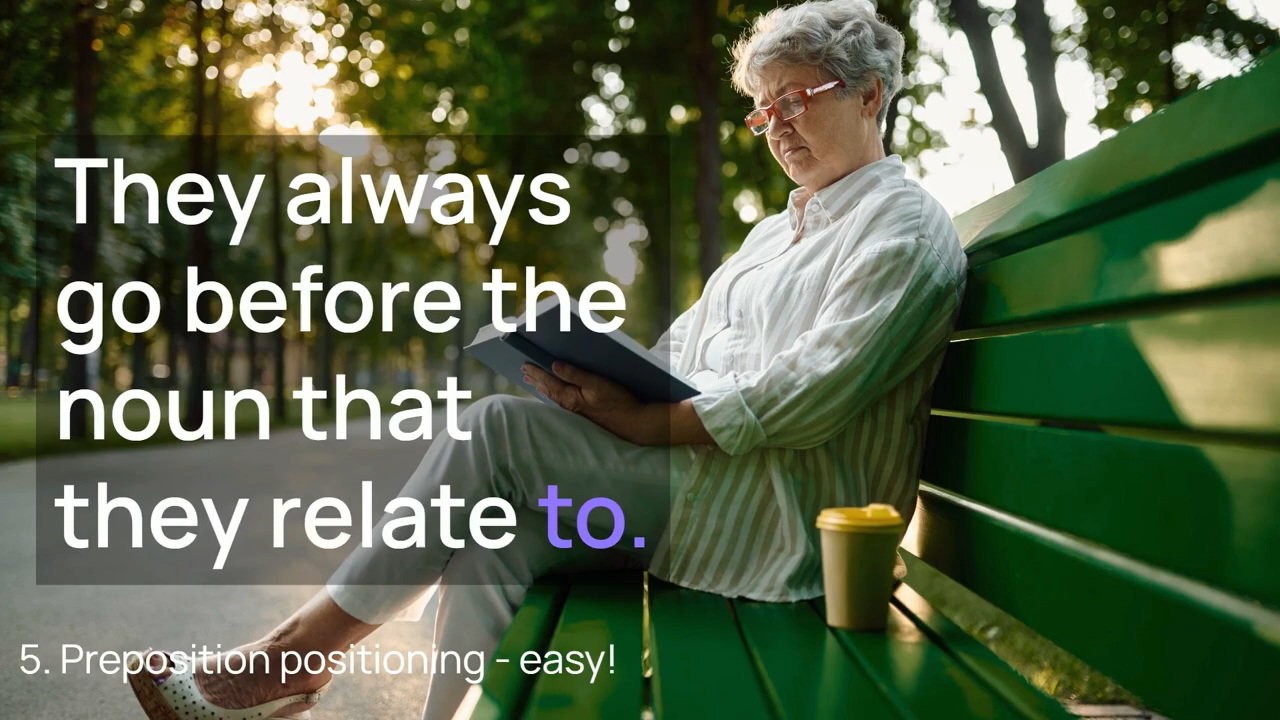 They always
go before the
noun that
they relate to.
5. Preposition positioning - easy!